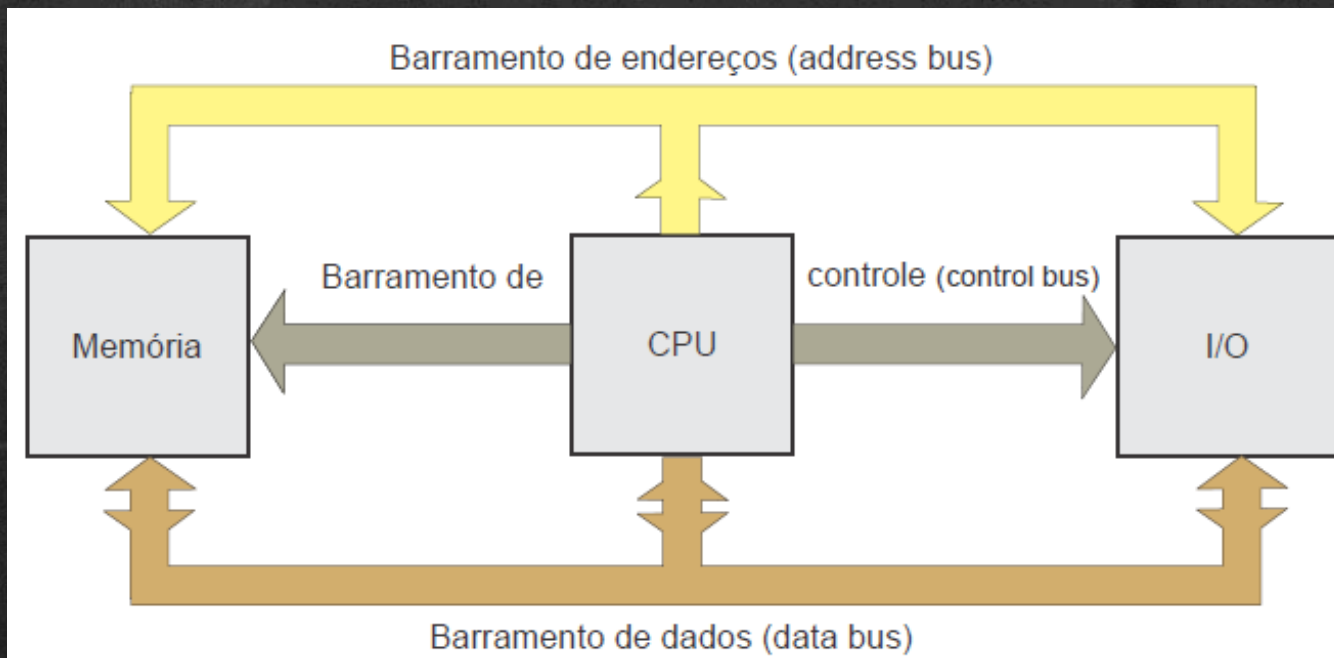 Barramento de endereços (address bus)
Barramento de
controle (control bus)
Memória
CPU
I/O
Barramento de dados (data bus)